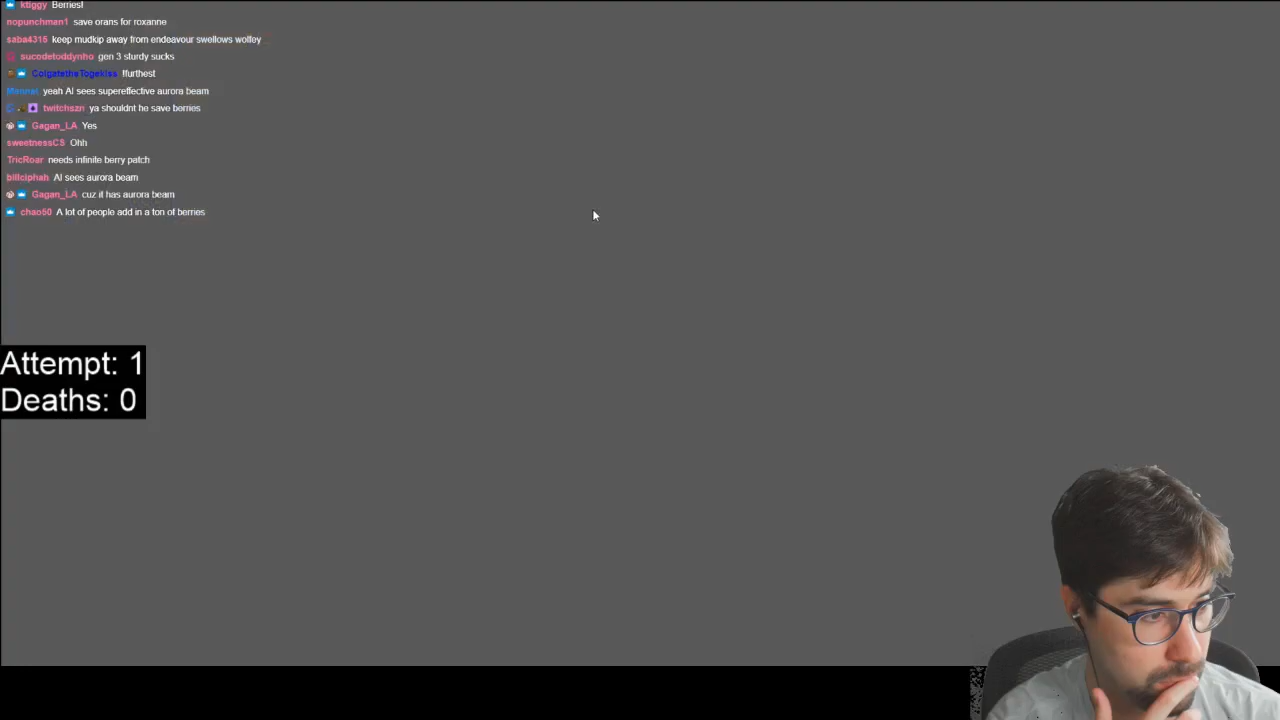 ktiggy Berries!
nopunchman1 save orans for roxanne
saba4315 keep mudkip away from endeavour swellows wolfey
sucodetoddynho gen 3 sturdy sucks
ColgatetheTogekiss !furthest
yeah AI sees supereffective aurora beam
twitchszn ya shouldnt he save berries
Gagan_LA Yes
sweetnessCS Ohh
TricRoar needs infinite berry patch
billciphah AI sees aurora beam
Gagan_LA cuz it has aurora beam
chao50 A lot of people add in a ton of berries
Attempt: 1
Deaths: 0